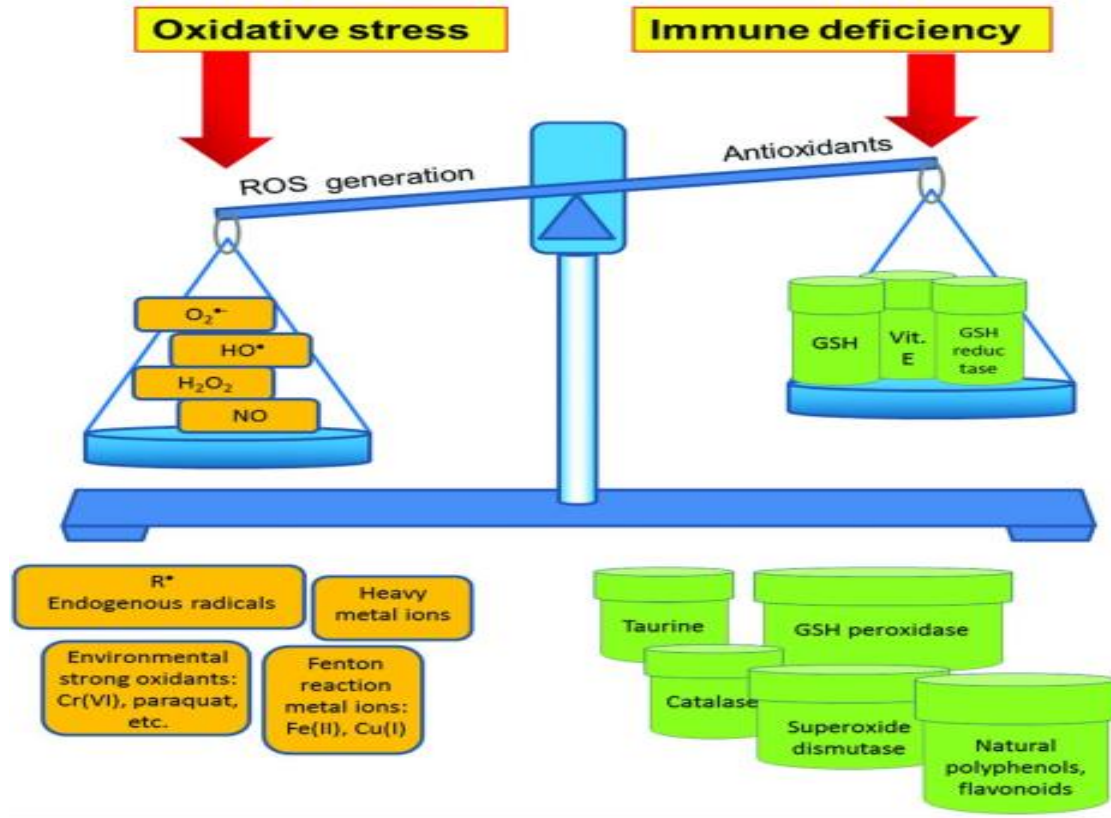 Oxidative stress
Immune deficiency
ROS generation
Antioxidants
O₂•−
HO•
H₂O₂
NO
GSH
Vit.
E
GSH
reduc
tase
R•
Endogenous radicals
Heavy
metal ions
Environmental
strong oxidants:
Cr(VI), paraquat,
etc.
Fenton
reaction
metal ions:
Fe(II), Cu(I)
Taurine
GSH peroxidase
Catalase
Superoxide
dismutase
Natural
polyphenols,
flavonoids